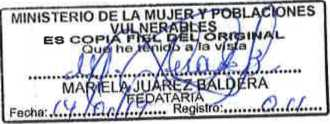 MINISTERIO DE LA MUJER Y POBLACIONES
VULNERABLES
ES COPIA FIEL DEL ORIGINAL
Que he tenido a la vista
MARIELA JUÁREZ BALDERA
FEDATARIA
Fecha: Registro: